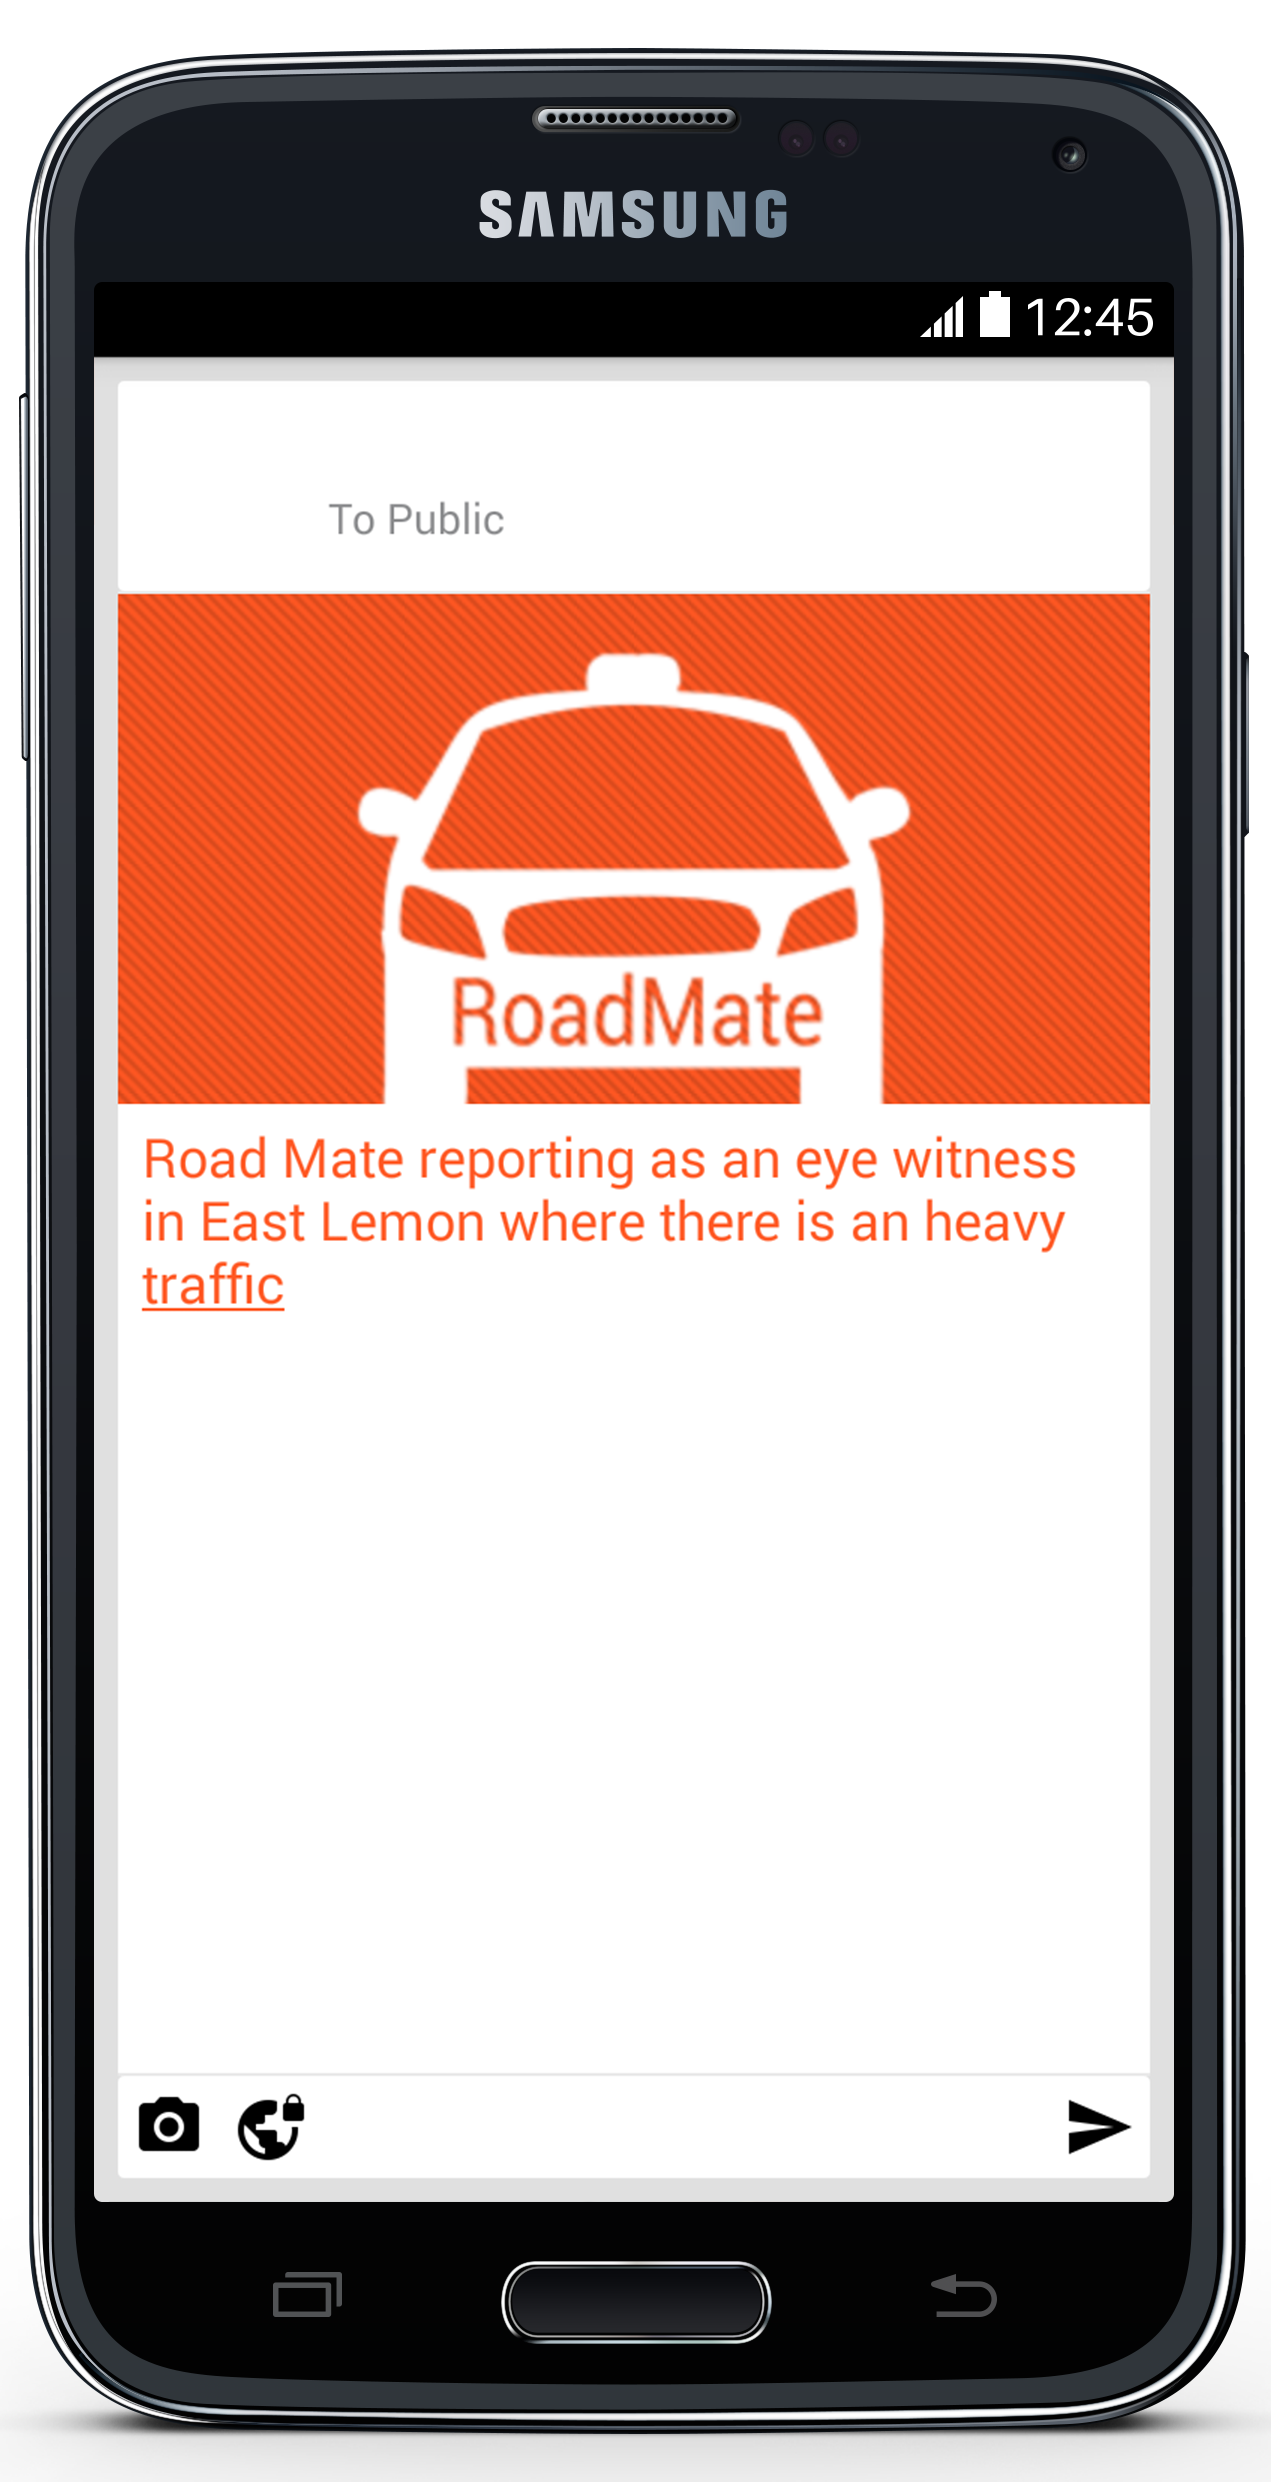 SAMSUNG
12:45
To Public
RoadMate
Road Mate reporting as an eye witness
in East Lemon where there is an heavy
traffic